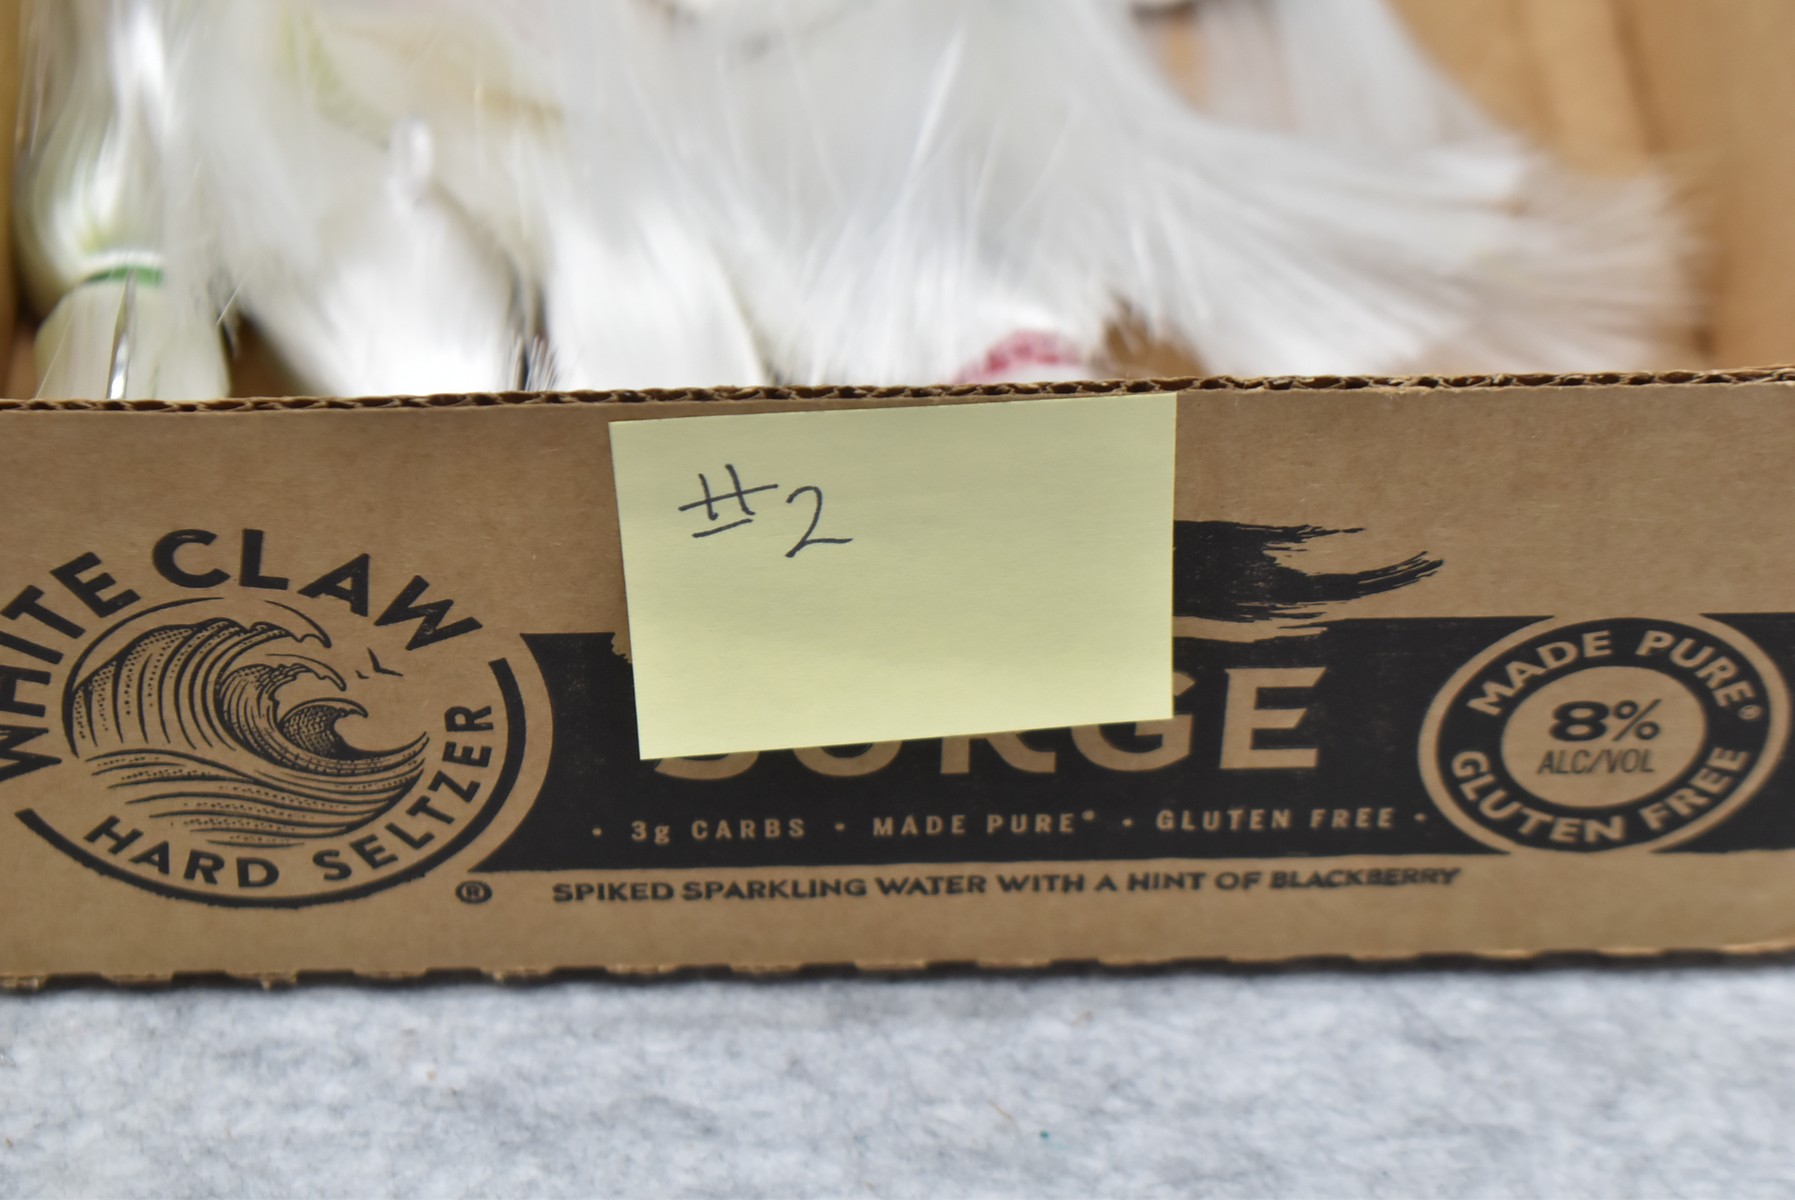 #2
WHITE CLAW
HARD SELTZER
®
SURGE
• 3g CARBS • MADE PURE® • GLUTEN FREE •
SPIKED SPARKLING WATER WITH A HINT OF BLACKBERRY
MADE PURE®
8%
ALC/VOL
GLUTEN FREE